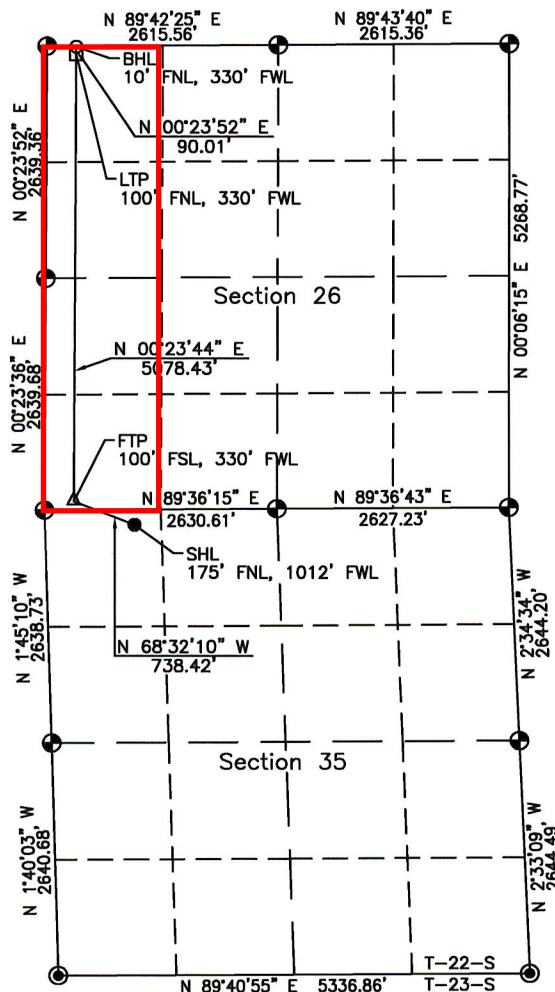 N 89°42'25" E
2615.56'
N 89°43'40" E
2615.36'
BHL
10' FNL, 330' FWL
N 00°23'52" E
90.01'
LTP
100' FNL, 330' FWL
N 00°23'52" E
2639.36'
N 00°06'15" E 5268.77'
Section 26
N 00°23'44" E
5078.43'
N 00°23'36" E
2639.68'
FTP
100' FSL, 330' FWL
N 89°36'15" E
2630.61'
N 89°36'43" E
2627.23'
SHL
175' FNL, 1012' FWL
N 68°32'10" W
738.42'
N 1°45'10" W
2638.73'
N 2°34'34" W
2644.20'
Section 35
N 1°40'03" W
2640.68'
N 2°33'09" W
2644.49'
T-22-S
N 89°40'55" E 5336.86'
T-23-S